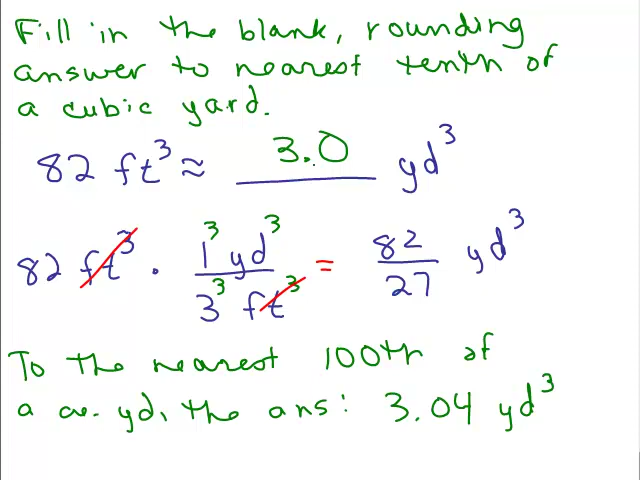 Fill in the blank, rounding
answer to nearest tenth of
a cubic yard.
82 ft³ ≈ 3.0 yd³
82 ft³ · 1³ yd³ / 3³ ft³ = 82/27 yd³
To the nearest 100th of
a cu. yd, the ans: 3.04 yd³